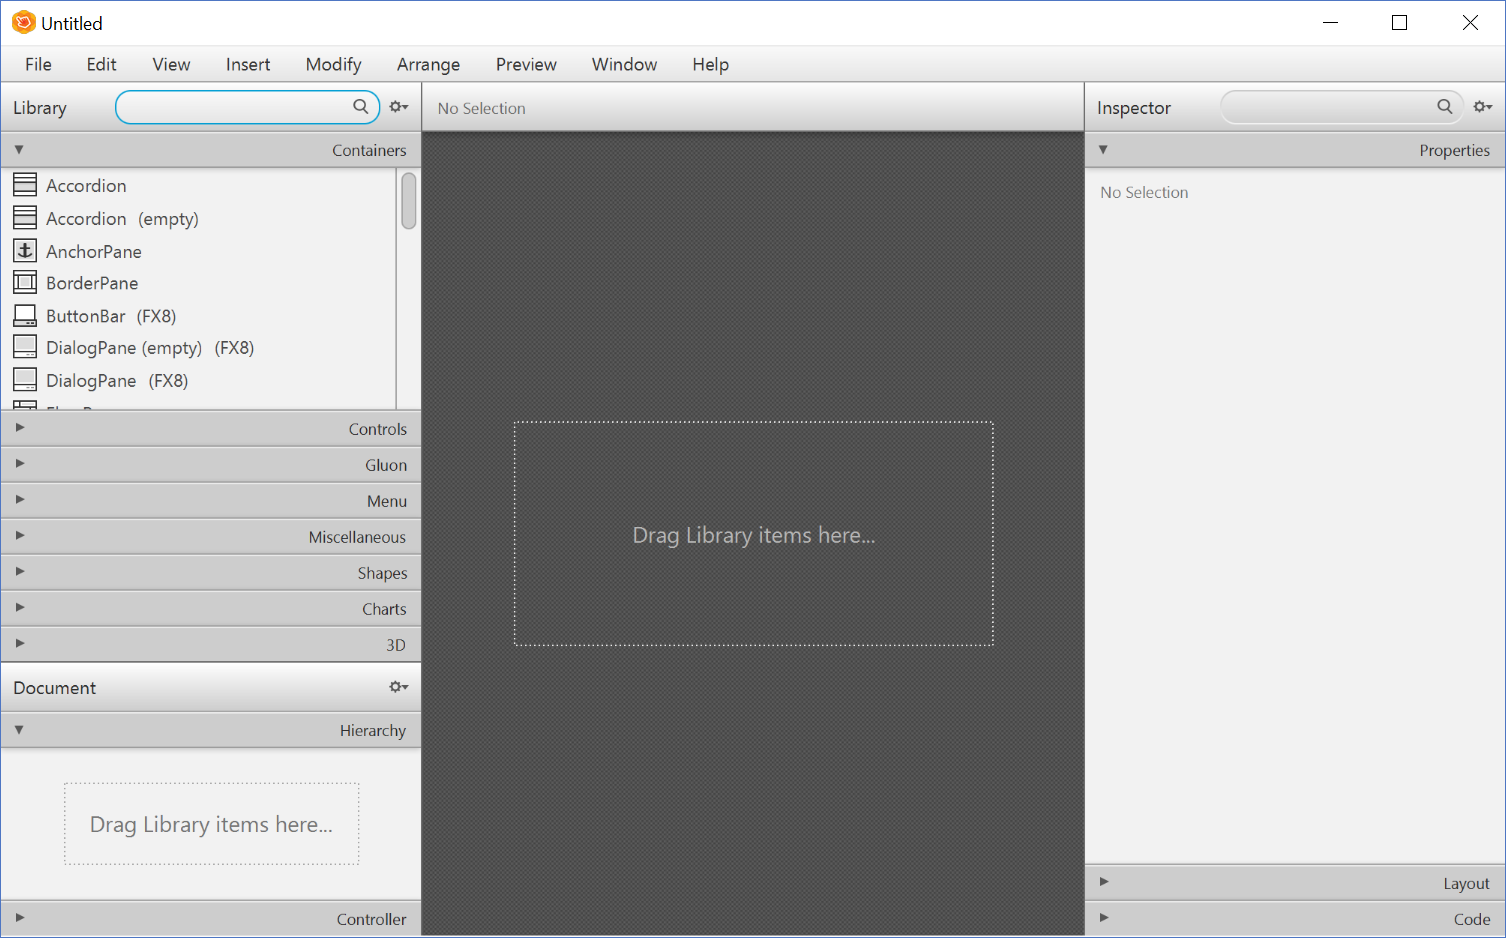 Untitled
File Edit View Insert Modify Arrange Preview Window Help
Library
No Selection
Inspector
Containers
Accordion
Accordion (empty)
AnchorPane
BorderPane
ButtonBar (FX8)
DialogPane (empty) (FX8)
DialogPane (FX8)
Controls
Gluon
Menu
Miscellaneous
Shapes
Charts
3D
Document
Hierarchy
Drag Library items here...
Controller
Drag Library items here...
Properties
No Selection
Layout
Code